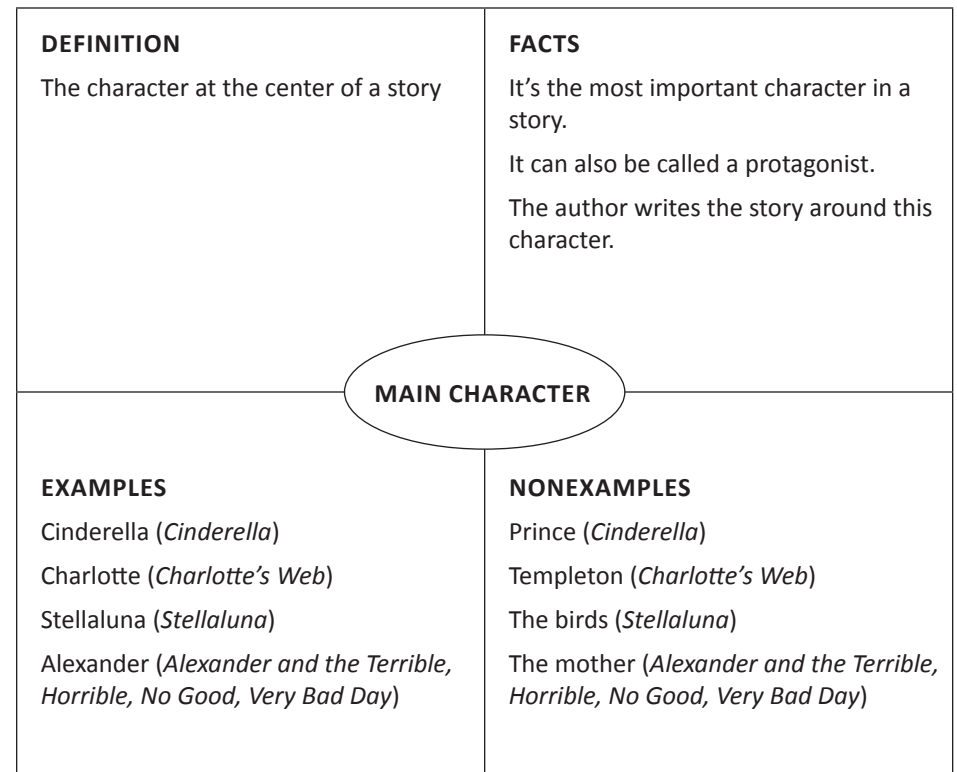 DEFINITION
The character at the center of a story
FACTS
It’s the most important character in a
story.
It can also be called a protagonist.
The author writes the story around this
character.
MAIN CHARACTER
EXAMPLES
Cinderella (Cinderella)
Charlotte (Charlotte’s Web)
Stellaluna (Stellaluna)
Alexander (Alexander and the Terrible,
Horrible, No Good, Very Bad Day)
NONEXAMPLES
Prince (Cinderella)
Templeton (Charlotte’s Web)
The birds (Stellaluna)
The mother (Alexander and the Terrible,
Horrible, No Good, Very Bad Day)